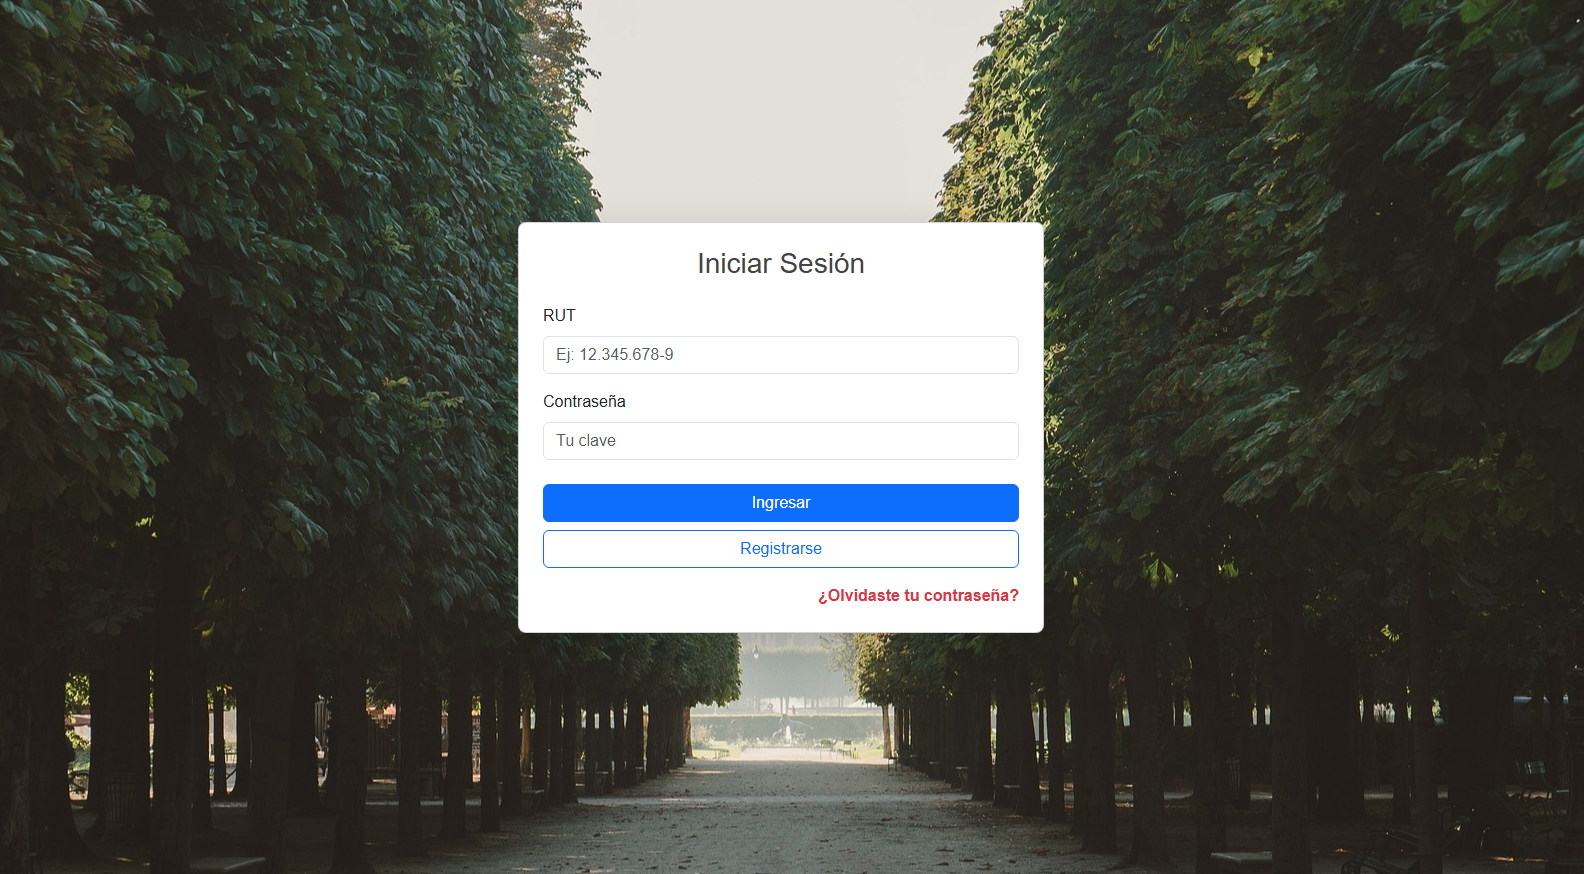 Iniciar Sesión
RUT
Ej: 12.345.678-9
Contraseña
Tu clave
Ingresar
Registrarse
¿Olvidaste tu contraseña?